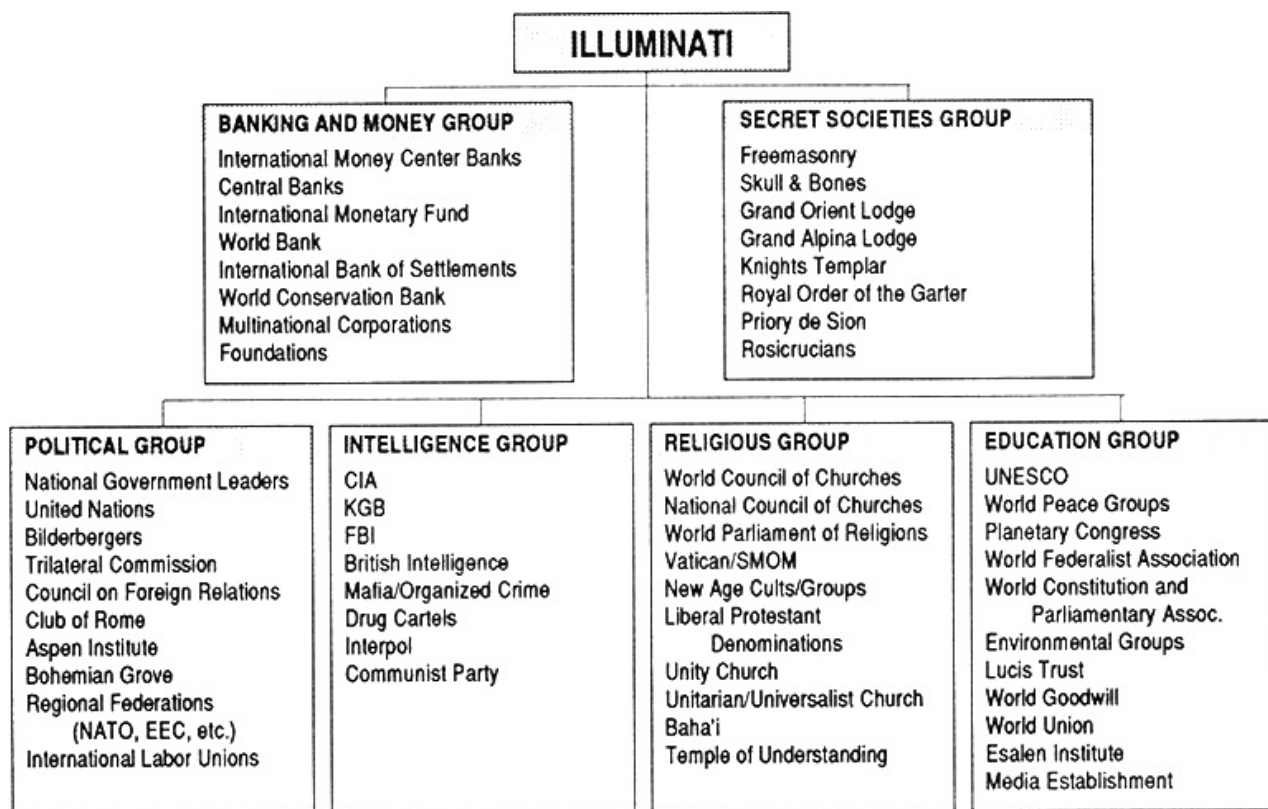 ILLUMINATI
BANKING AND MONEY GROUP
International Money Center Banks
Central Banks
International Monetary Fund
World Bank
International Bank of Settlements
World Conservation Bank
Multinational Corporations
Foundations
SECRET SOCIETIES GROUP
Freemasonry
Skull & Bones
Grand Orient Lodge
Grand Alpina Lodge
Knights Templar
Royal Order of the Garter
Priory de Sion
Rosicrucians
POLITICAL GROUP
National Government Leaders
United Nations
Bilderbergers
Trilateral Commission
Council on Foreign Relations
Club of Rome
Aspen Institute
Bohemian Grove
Regional Federations
(NATO, EEC, etc.)
International Labor Unions
INTELLIGENCE GROUP
CIA
KGB
FBI
British Intelligence
Mafia/Organized Crime
Drug Cartels
Interpol
Communist Party
RELIGIOUS GROUP
World Council of Churches
National Council of Churches
World Parliament of Religions
Vatican/SMOM
New Age Cults/Groups
Liberal Protestant
Denominations
Unity Church
Unitarian/Universalist Church
Baha'i
Temple of Understanding
EDUCATION GROUP
UNESCO
World Peace Groups
Planetary Congress
World Federalist Association
World Constitution and
Parliamentary Assoc.
Environmental Groups
Lucis Trust
World Goodwill
World Union
Esalen Institute
Media Establishment